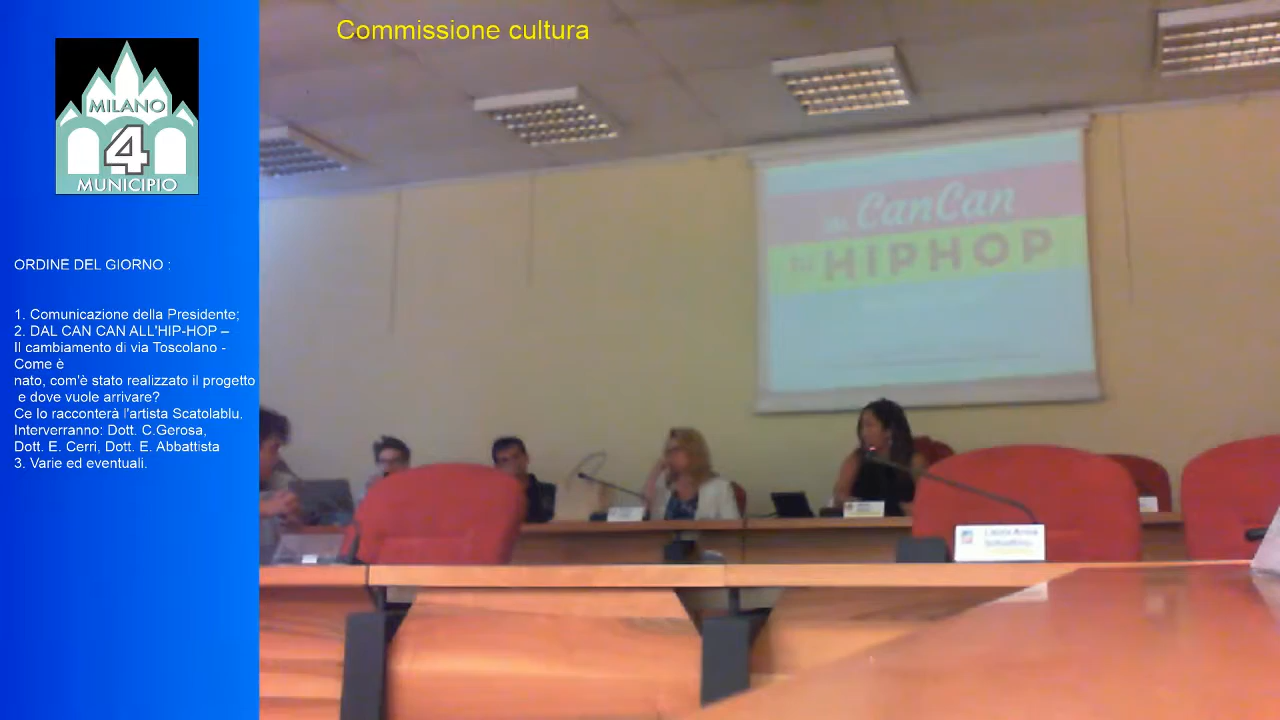 Commissione cultura
MILANO
4
MUNICIPIO
ORDINE DEL GIORNO :
1. Comunicazione della Presidente;
2. DAL CAN CAN ALL'HIP-HOP –
Il cambiamento di via Toscolano -
Come è
nato, com'è stato realizzato il progetto
e dove vuole arrivare?
Ce lo racconterà l'artista Scatolablu.
Interverranno: Dott. C.Gerosa,
Dott. E. Cerri, Dott. E. Abbattista
3. Varie ed eventuali.
CanCan
HIPHOP